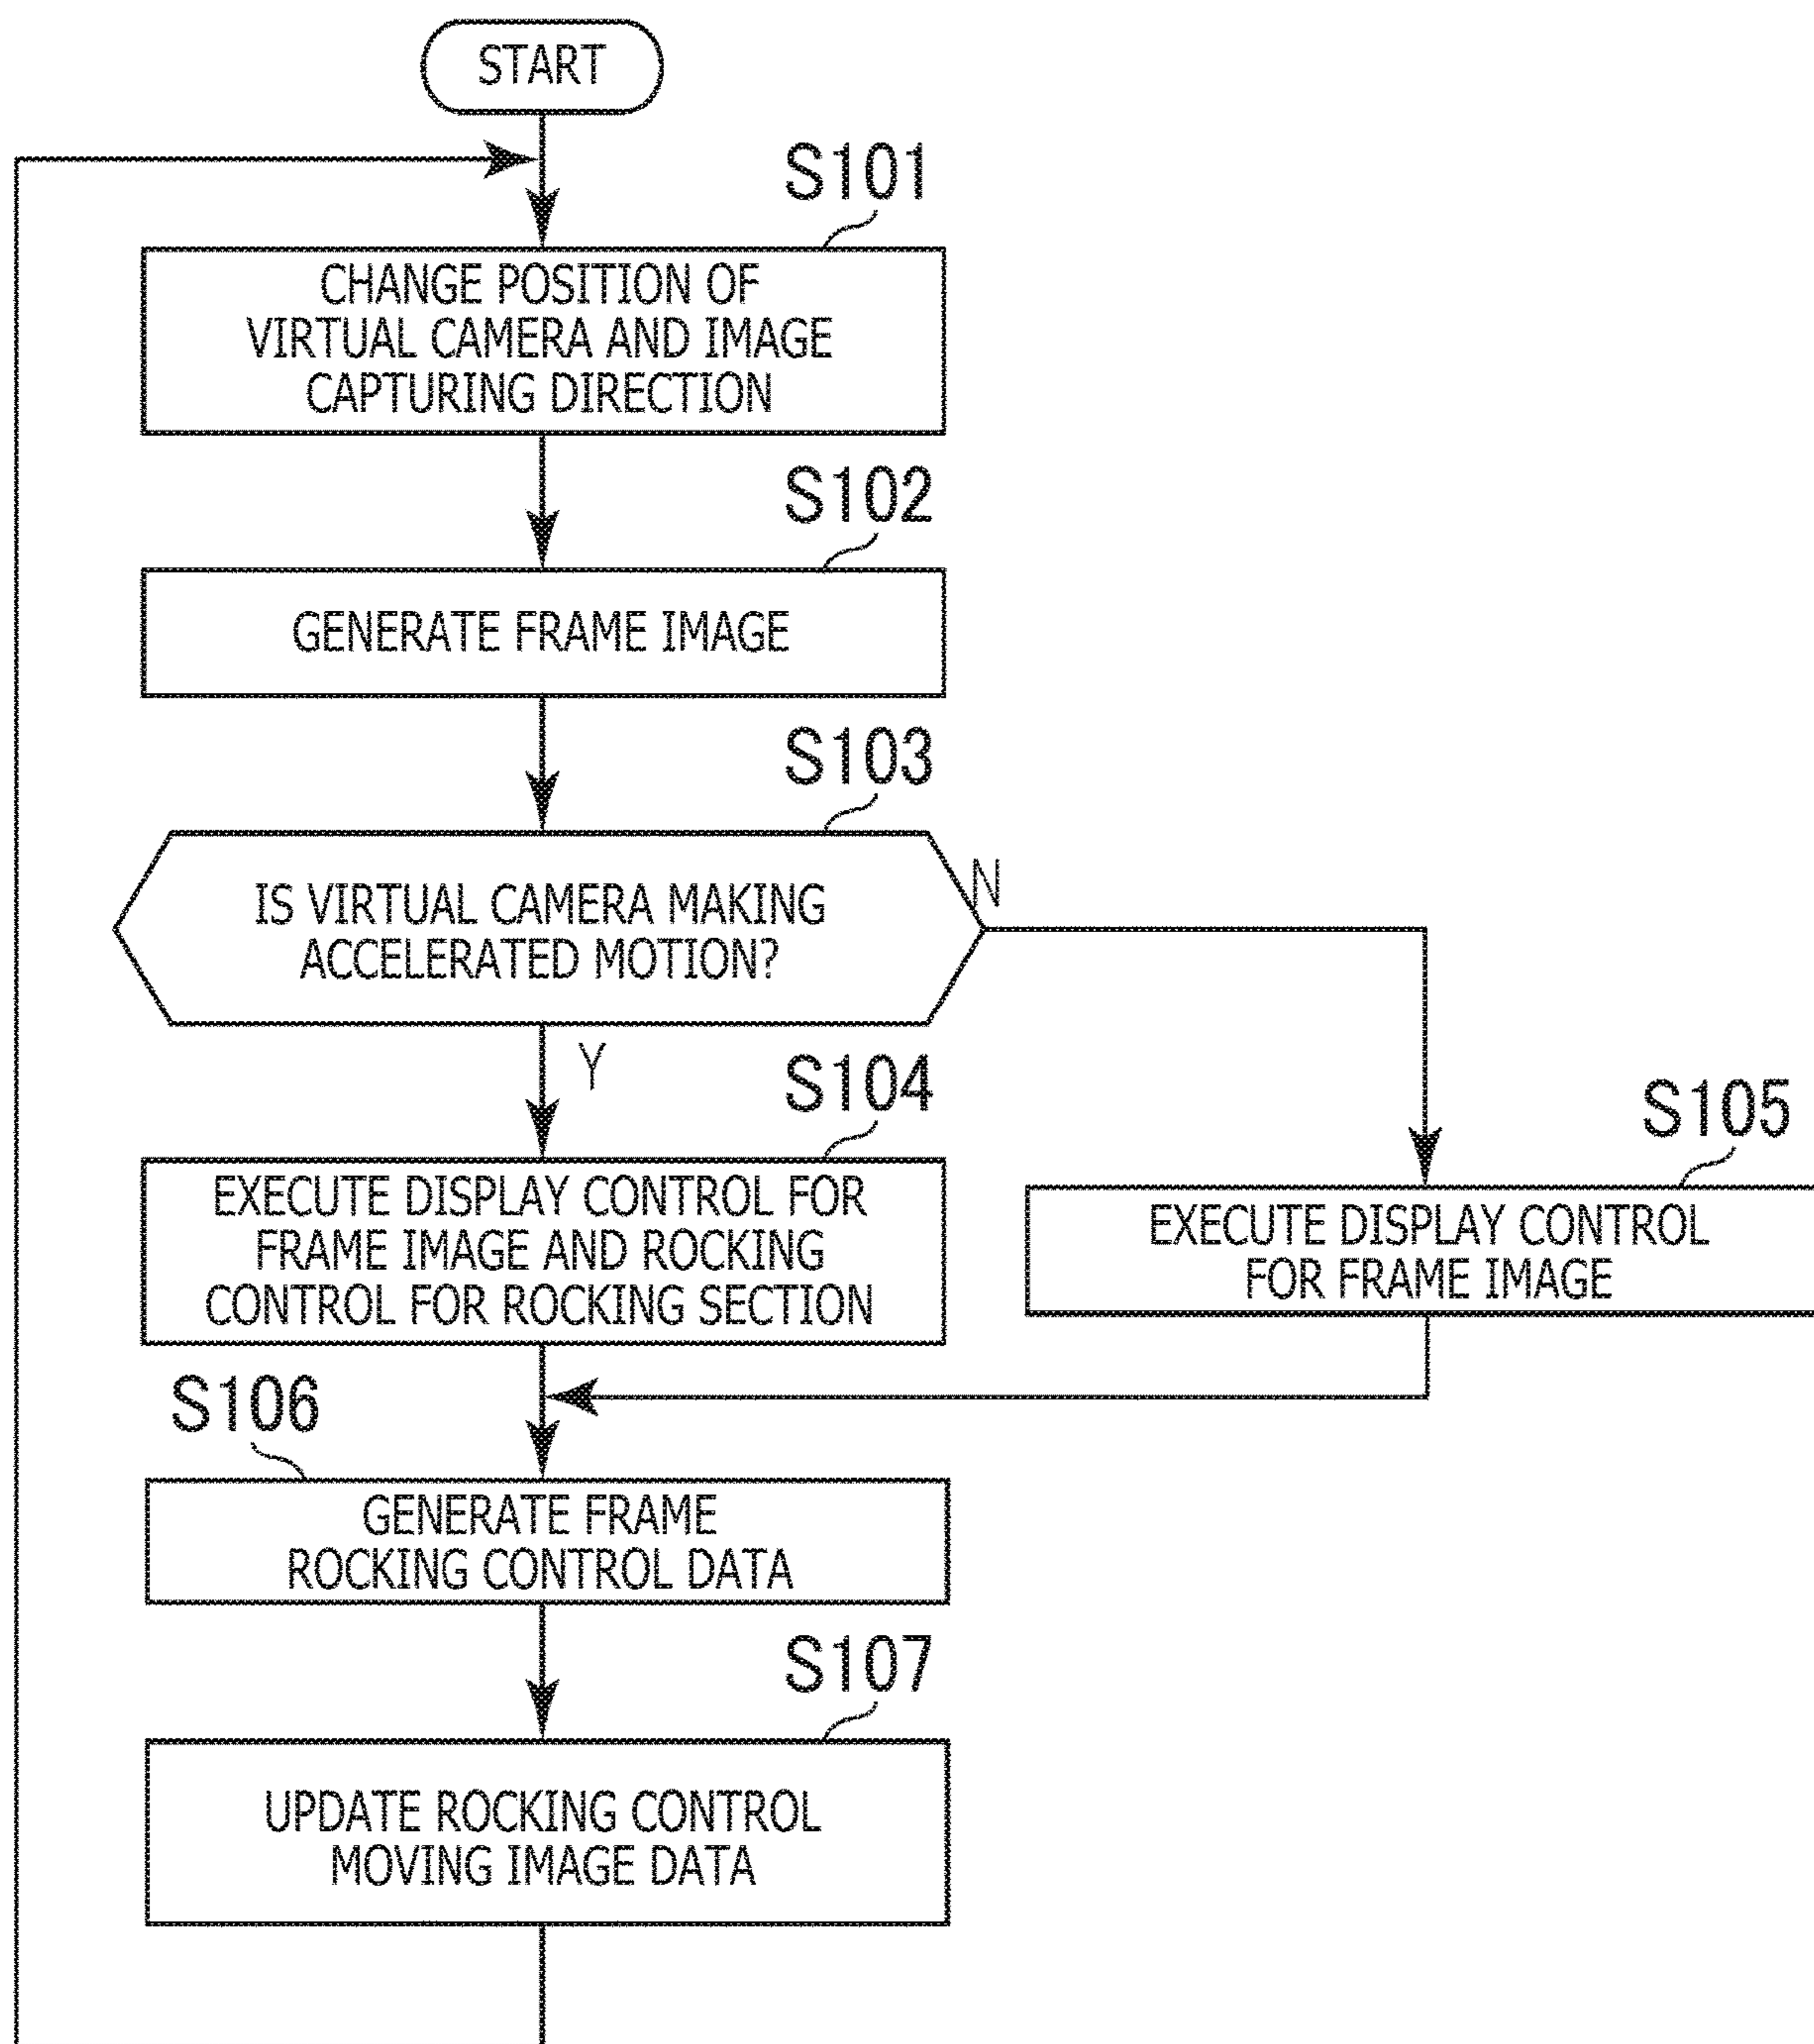 START
S101
CHANGE POSITION OF
VIRTUAL CAMERA AND IMAGE
CAPTURING DIRECTION
S102
GENERATE FRAME IMAGE
S103
IS VIRTUAL CAMERA MAKING
ACCELERATED MOTION?
N
Y
S104
EXECUTE DISPLAY CONTROL FOR
FRAME IMAGE AND ROCKING
CONTROL FOR ROCKING SECTION
S105
EXECUTE DISPLAY CONTROL
FOR FRAME IMAGE
S106
GENERATE FRAME
ROCKING CONTROL DATA
S107
UPDATE ROCKING CONTROL
MOVING IMAGE DATA